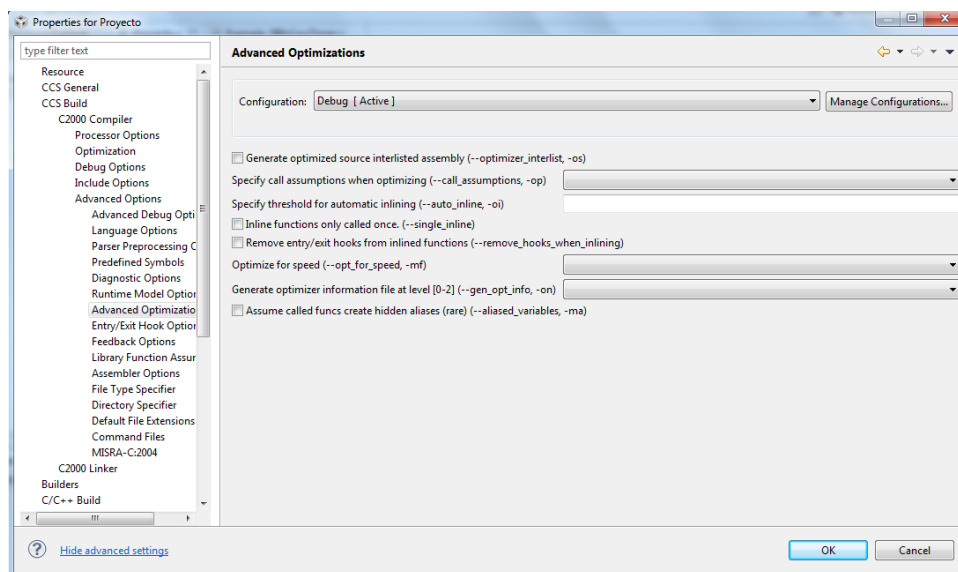 Properties for Proyecto
type filter text
Resource
CCS General
CCS Build
C2000 Compiler
Processor Options
Optimization
Debug Options
Include Options
Advanced Options
Advanced Debug Opti
Language Options
Parser Preprocessing C
Predefined Symbols
Diagnostic Options
Runtime Model Option
Advanced Optimizatio
Entry/Exit Hook Option
Feedback Options
Library Function Assur
Assembler Options
File Type Specifier
Directory Specifier
Default File Extensions
Command Files
MISRA-C:2004
C2000 Linker
Builders
C/C++ Build
Advanced Optimizations
Configuration: Debug [ Active ] Manage Configurations...
Generate optimized source interlisted assembly (--optimizer_interlist, -os)
Specify call assumptions when optimizing (--call_assumptions, -op)
Specify threshold for automatic inlining (--auto_inline, -oi)
Inline functions only called once. (--single_inline)
Remove entry/exit hooks from inlined functions (--remove_hooks_when_inlining)
Optimize for speed (--opt_for_speed, -mf)
Generate optimizer information file at level [0-2] (--gen_opt_info, -on)
Assume called funcs create hidden aliases (rare) (--aliased_variables, -ma)
? Hide advanced settings OK Cancel